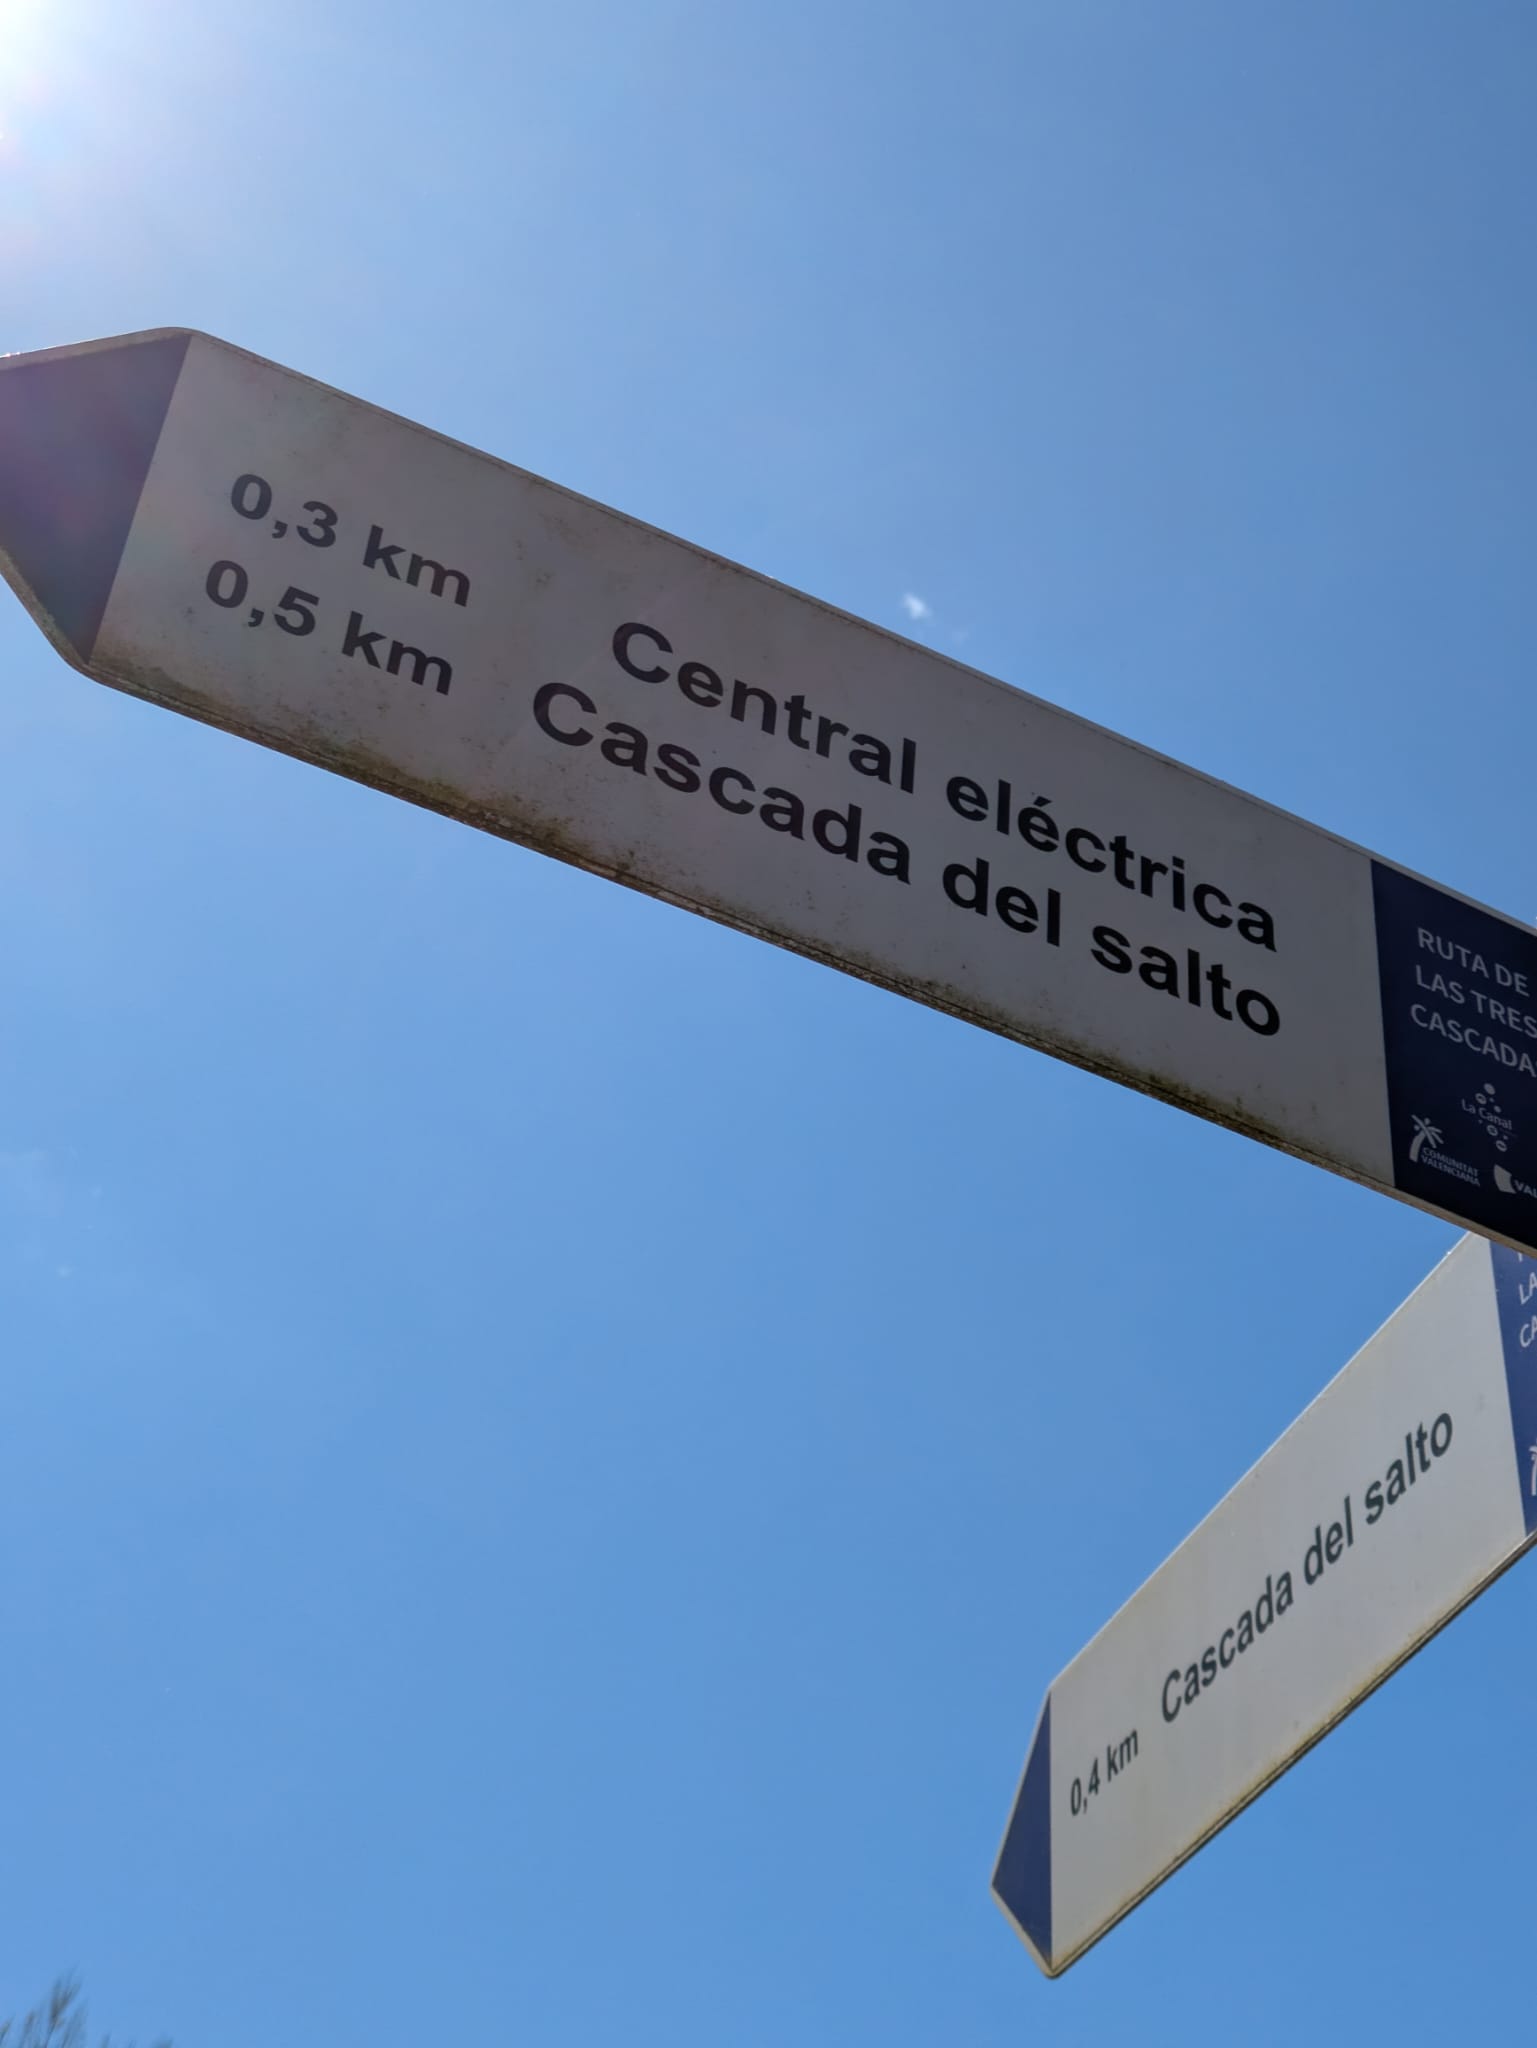 0,3 km Central eléctrica
0,5 km Cascada del salto
RUTA DE
LAS TRES
CASCADA
La Canal
COMUNITAT
VALENCIANA
0,4 km Cascada del salto